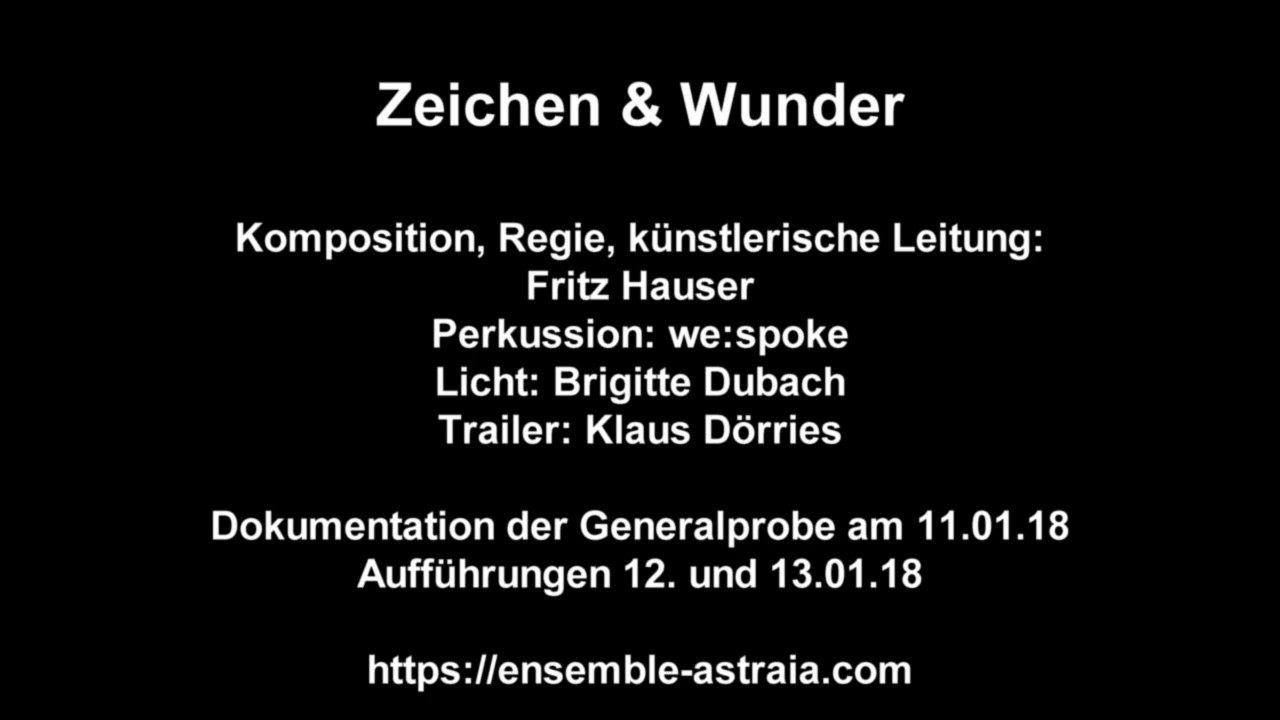 Zeichen & Wunder
Komposition, Regie, künstlerische Leitung:
Fritz Hauser
Perkussion: we:spoke
Licht: Brigitte Dubach
Trailer: Klaus Dörries
Dokumentation der Generalprobe am 11.01.18
Aufführungen 12. und 13.01.18
https://ensemble-astraia.com